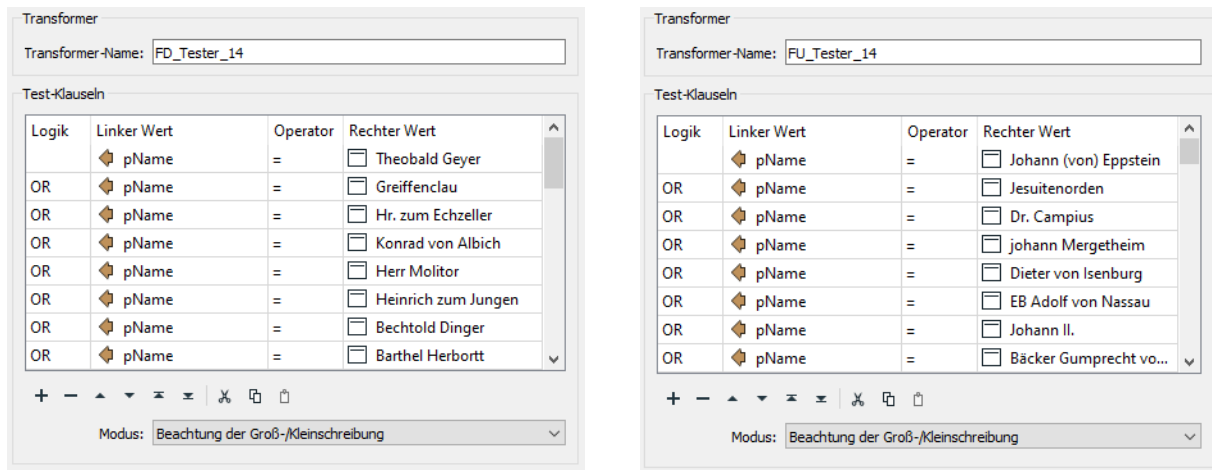 Transformer
Transformer-Name: FD_Tester_14
Test-Klauseln
Logik Linker Wert Operator Rechter Wert
pName = Theobald Geyer
OR pName = Greiffenclau
OR pName = Hr. zum Echzeller
OR pName = Konrad von Albich
OR pName = Herr Molitor
OR pName = Heinrich zum Jungen
OR pName = Bechtold Dinger
OR pName = Barthel Herbortt
Modus: Beachtung der Groß-/Kleinschreibung
Transformer
Transformer-Name: FU_Tester_14
Test-Klauseln
Logik Linker Wert Operator Rechter Wert
pName = Johann (von) Eppstein
OR pName = Jesuitenorden
OR pName = Dr. Campius
OR pName = johann Mergetheim
OR pName = Dieter von Isenburg
OR pName = EB Adolf von Nassau
OR pName = Johann II.
OR pName = Bäcker Gumprecht vo...
Modus: Beachtung der Groß-/Kleinschreibung